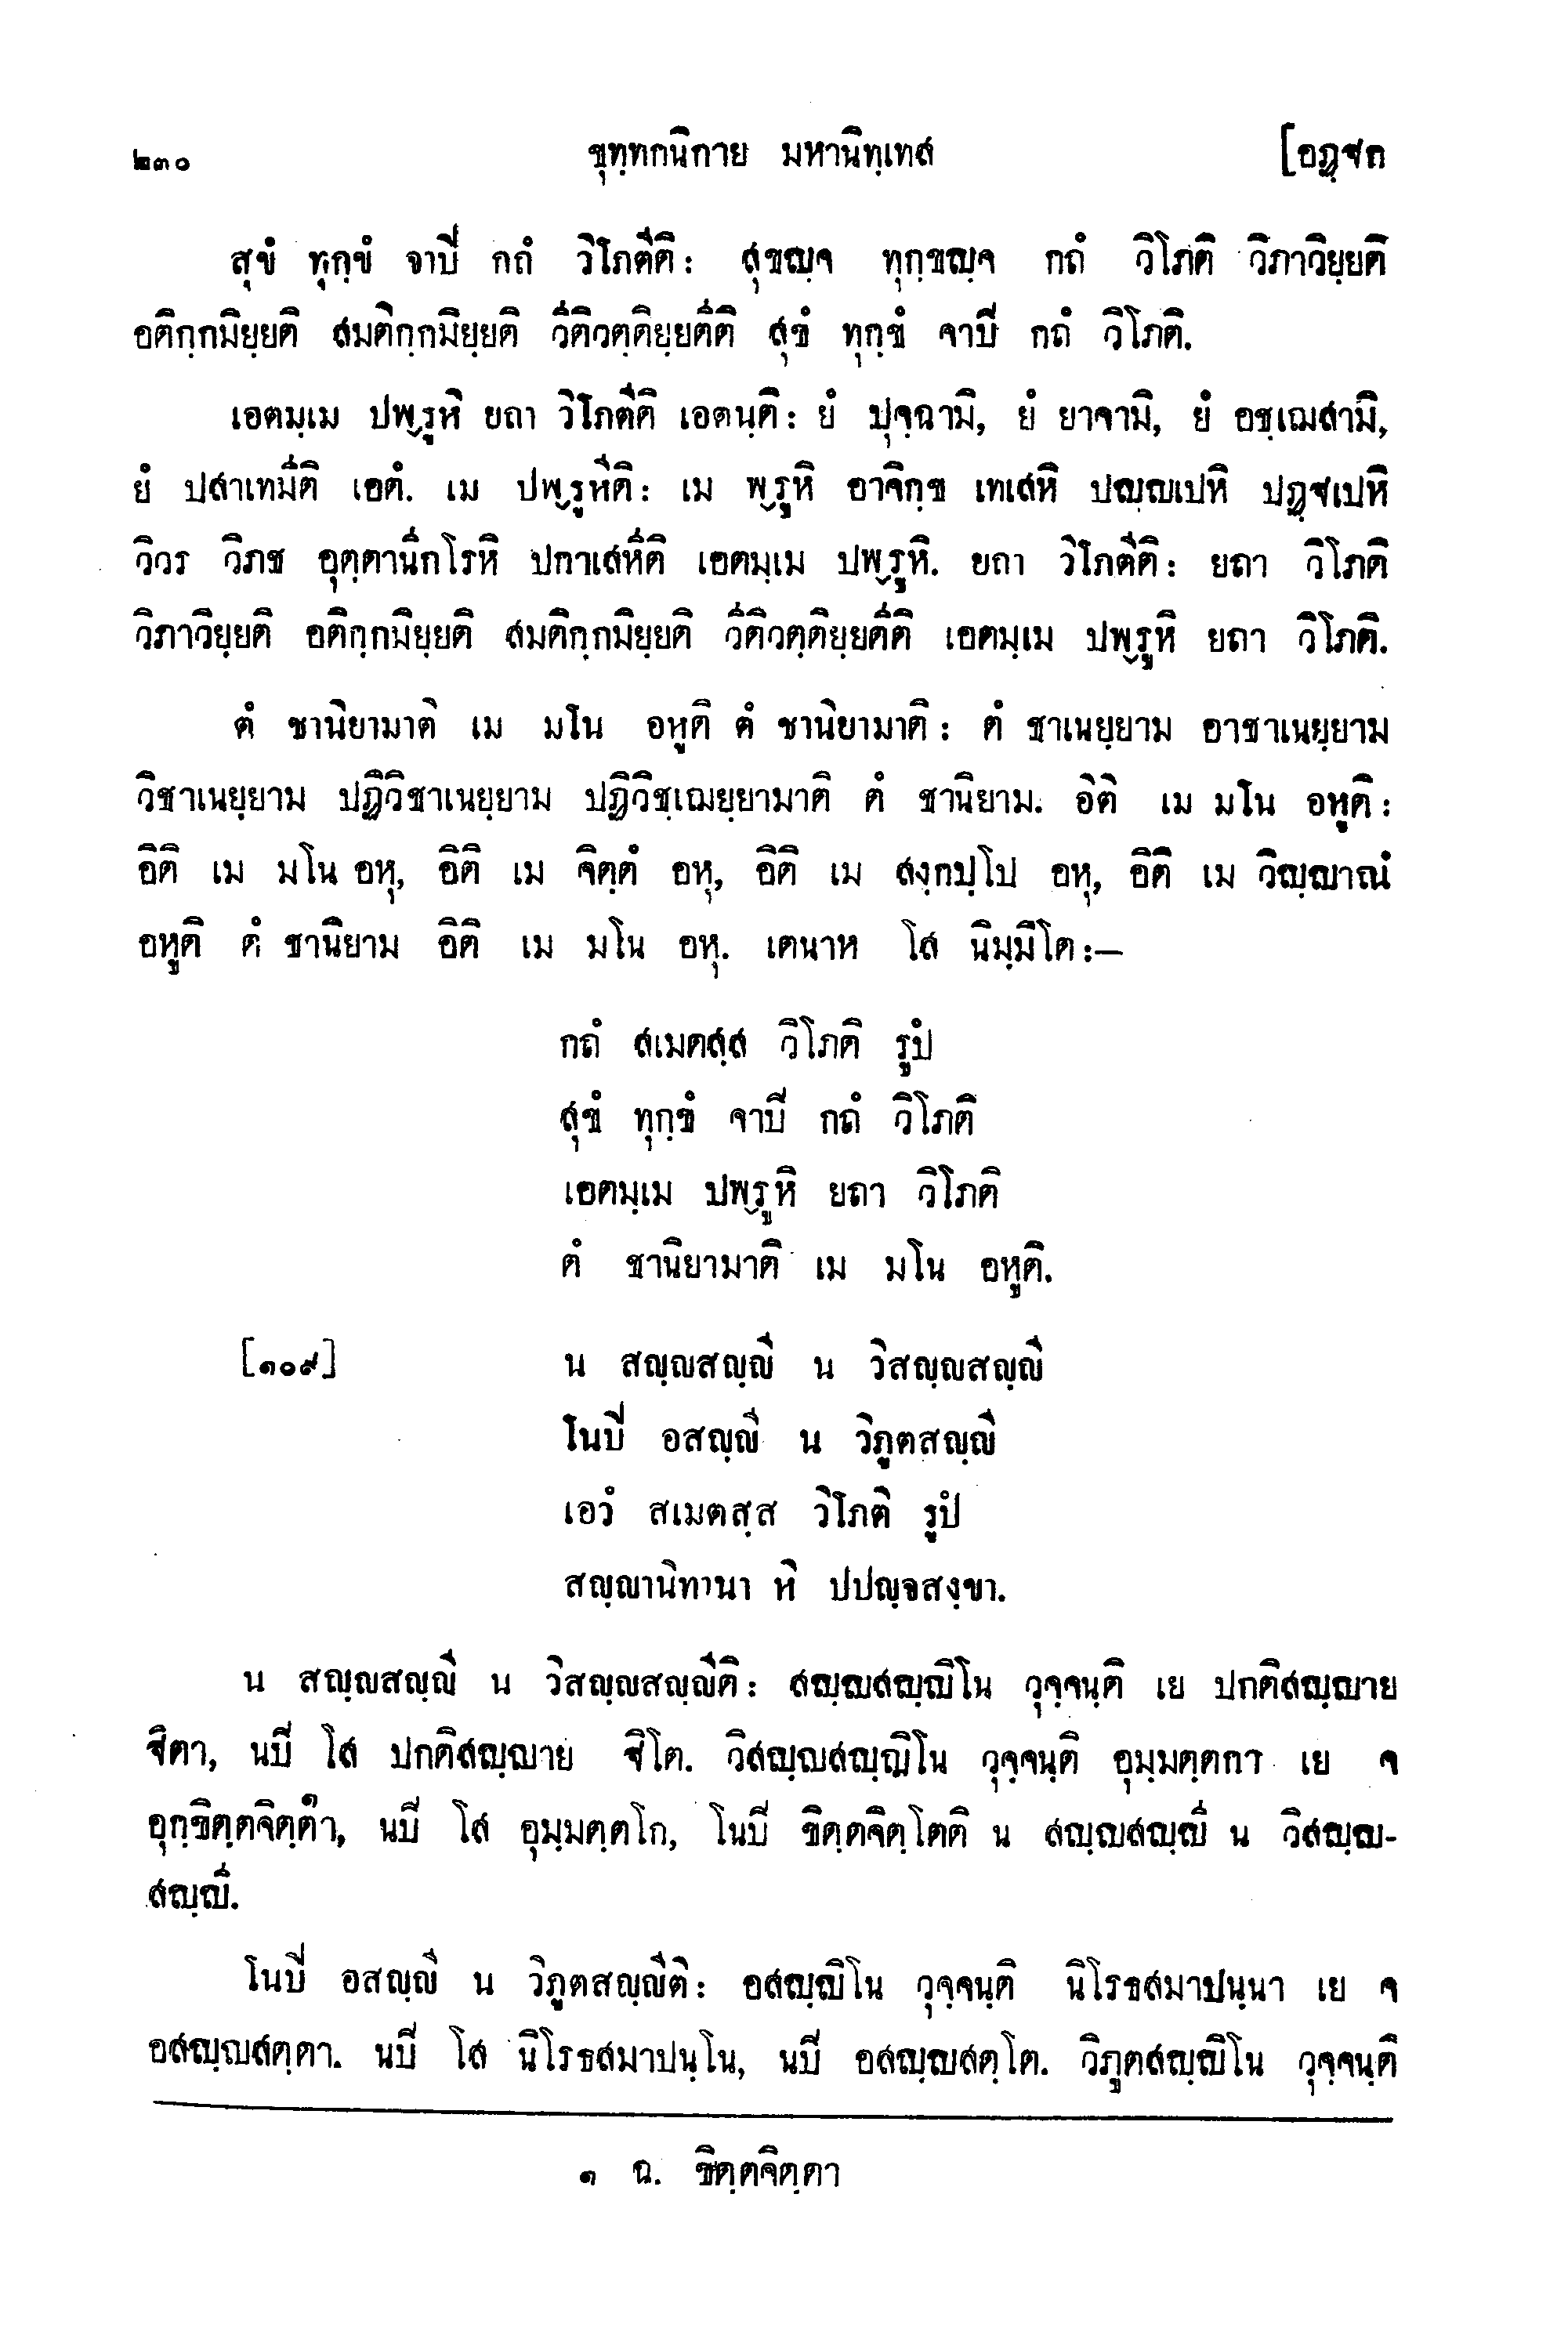 ๒๓๐ ขุทฺทกนิกาย มหานิทฺเทส [อฏฺฐก
สุขํ ทุกฺขํ จาปิ กถํ วิโภตีติ: สุขญฺจ ทุกฺขญฺจ กถํ วิโภติ วิภาวิยฺยติ
อติกฺกมิยฺยติ สมติกฺกมิยฺยติ วีติวตฺติยฺยตีติ สุขํ ทุกฺขํ จาปิ กถํ วิโภติ.
เอตมฺเม ปพฺรูหิ ยถา วิโภตีติ เอตนฺติ: ยํ ปุจฺฉามิ, ยํ ยาจามิ, ยํ อชฺเฌสามิ,
ยํ ปสาเทมีติ เอตํ. เม ปพฺรูหีติ: เม พฺรูหิ อาจิกฺข เทเสหิ ปญฺญเปหิ ปฏฺฐเปหิ
วิวร วิภช อุตฺตานีกโรหิ ปกาเสหีติ เอตมฺเม ปพฺรูหิ. ยถา วิโภตีติ: ยถา วิโภติ
วิภาวิยฺยติ อติกฺกมิยฺยติ สมติกฺกมิยฺยติ วีติวตฺติยฺยตีติ เอตมฺเม ปพฺรูหิ ยถา วิโภติ.
ตํ ชานิยามาติ เม มโน อหูติ ตํ ชานิยามาติ: ตํ ชาเนยฺยาม อาชาเนยฺยาม
วิชาเนยฺยาม ปฏิวิชาเนยฺยาม ปฏิวิชฺเฌยฺยามาติ ตํ ชานิยาม. อิติ เม มโน อหูติ:
อิติ เม มโน อหุ, อิติ เม จิตฺตํ อหุ, อิติ เม สงฺกปฺโป อหุ, อิติ เม วิญฺญาณํ
อหูติ ตํ ชานิยาม อิติ เม มโน อหุ. เตนาห โส นิมฺมิโต:—
กถํ สเมตสฺส วิโภติ รูปํ
สุขํ ทุกฺขํ จาปิ กถํ วิโภติ
เอตมฺเม ปพฺรูหิ ยถา วิโภติ
ตํ ชานิยามาติ เม มโน อหูติ.
[๑๐๙] น สญฺญสญฺญี น วิสญฺญสญฺญี
โนปิ อสญฺญี น วิภูตสญฺญี
เอวํ สเมตสฺส วิโภติ รูปํ
สญฺญานิทานา หิ ปปญฺจสงฺขา.
น สญฺญสญฺญี น วิสญฺญสญฺญีติ: สญฺญสญฺญิโน วุจฺจนฺติ เย ปกติสญฺญาย
ฐิตา, นปิ โส ปกติสญฺญาย ฐิโต. วิสญฺญสญฺญิโน วุจฺจนฺติ อุมฺมตฺตกา เย จ
อุกฺขิตฺตจิตฺตา๑, นปิ โส อุมฺมตฺตโก, โนปิ ขิตฺตจิตฺโตติ น สญฺญสญฺญี น วิสญฺญ-
สญฺญี.
โนปิ อสญฺญี น วิภูตสญฺญีติ: อสญฺญิโน วุจฺจนฺติ นิโรธสมาปนฺนา เย จ
อสญฺญสตฺตา. นปิ โส นิโรธสมาปนฺโน, นปิ อสญฺญสตฺโต. วิภูตสญฺญิโน วุจฺจนฺติ
๑ ฉ. ขิตฺตจิตฺตา